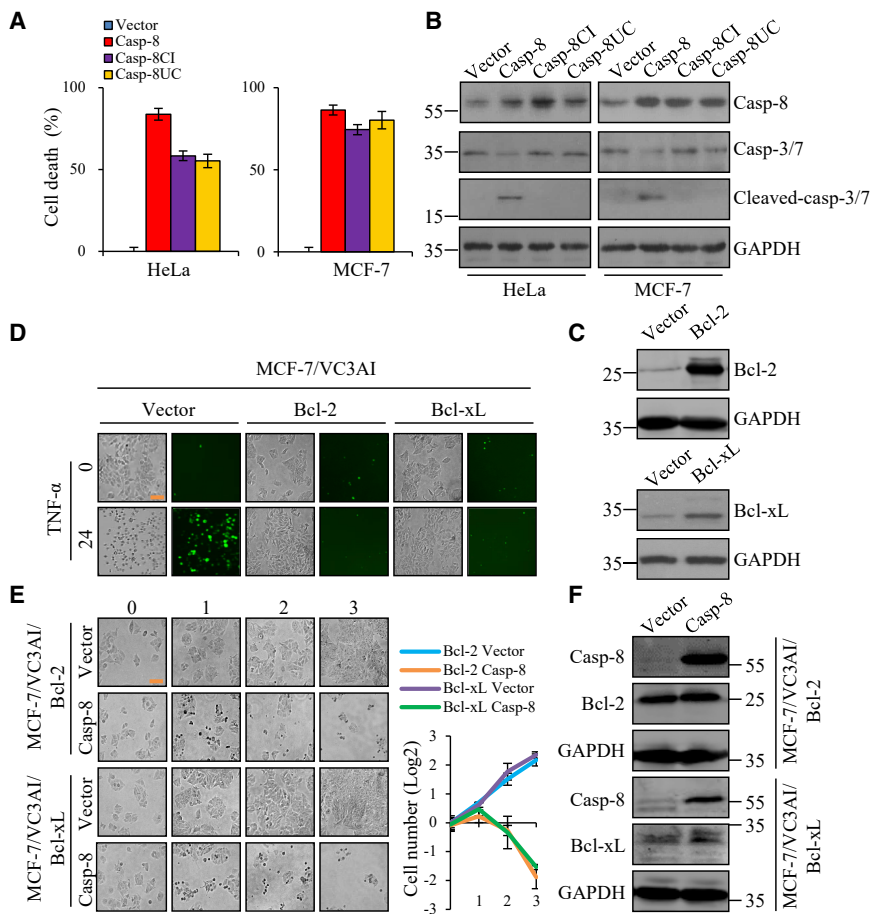 A
Vector
Casp-8
Casp-8CI
Casp-8UC
Cell death (%)
100
50
0
HeLa
100
50
0
MCF-7
B
Vector Casp-8 Casp-8CI Casp-8UC Vector Casp-8 Casp-8CI Casp-8UC
55 Casp-8
35 Casp-3/7
15 Cleaved-casp-3/7
35 GAPDH
HeLa MCF-7
D
MCF-7/VC3AI
Vector Bcl-2 Bcl-xL
TNF-α
0
24
C
Vector Bcl-2
25 Bcl-2
35 GAPDH
Vector Bcl-xL
35 Bcl-xL
35 GAPDH
E
0 1 2 3
MCF-7/VC3AI/
Bcl-2
Vector
Casp-8
MCF-7/VC3AI/
Bcl-xL
Vector
Casp-8
Bcl-2 Vector
Bcl-2 Casp-8
Bcl-xL Vector
Bcl-xL Casp-8
Cell number (Log2)
3
2
1
0
-1
-2
-3
1 2 3
F
Vector Casp-8
Casp-8 55
Bcl-2 25
GAPDH 35
MCF-7/VC3AI/
Bcl-2
Casp-8 55
35
Bcl-xL
GAPDH 35
MCF-7/VC3AI/
Bcl-xL